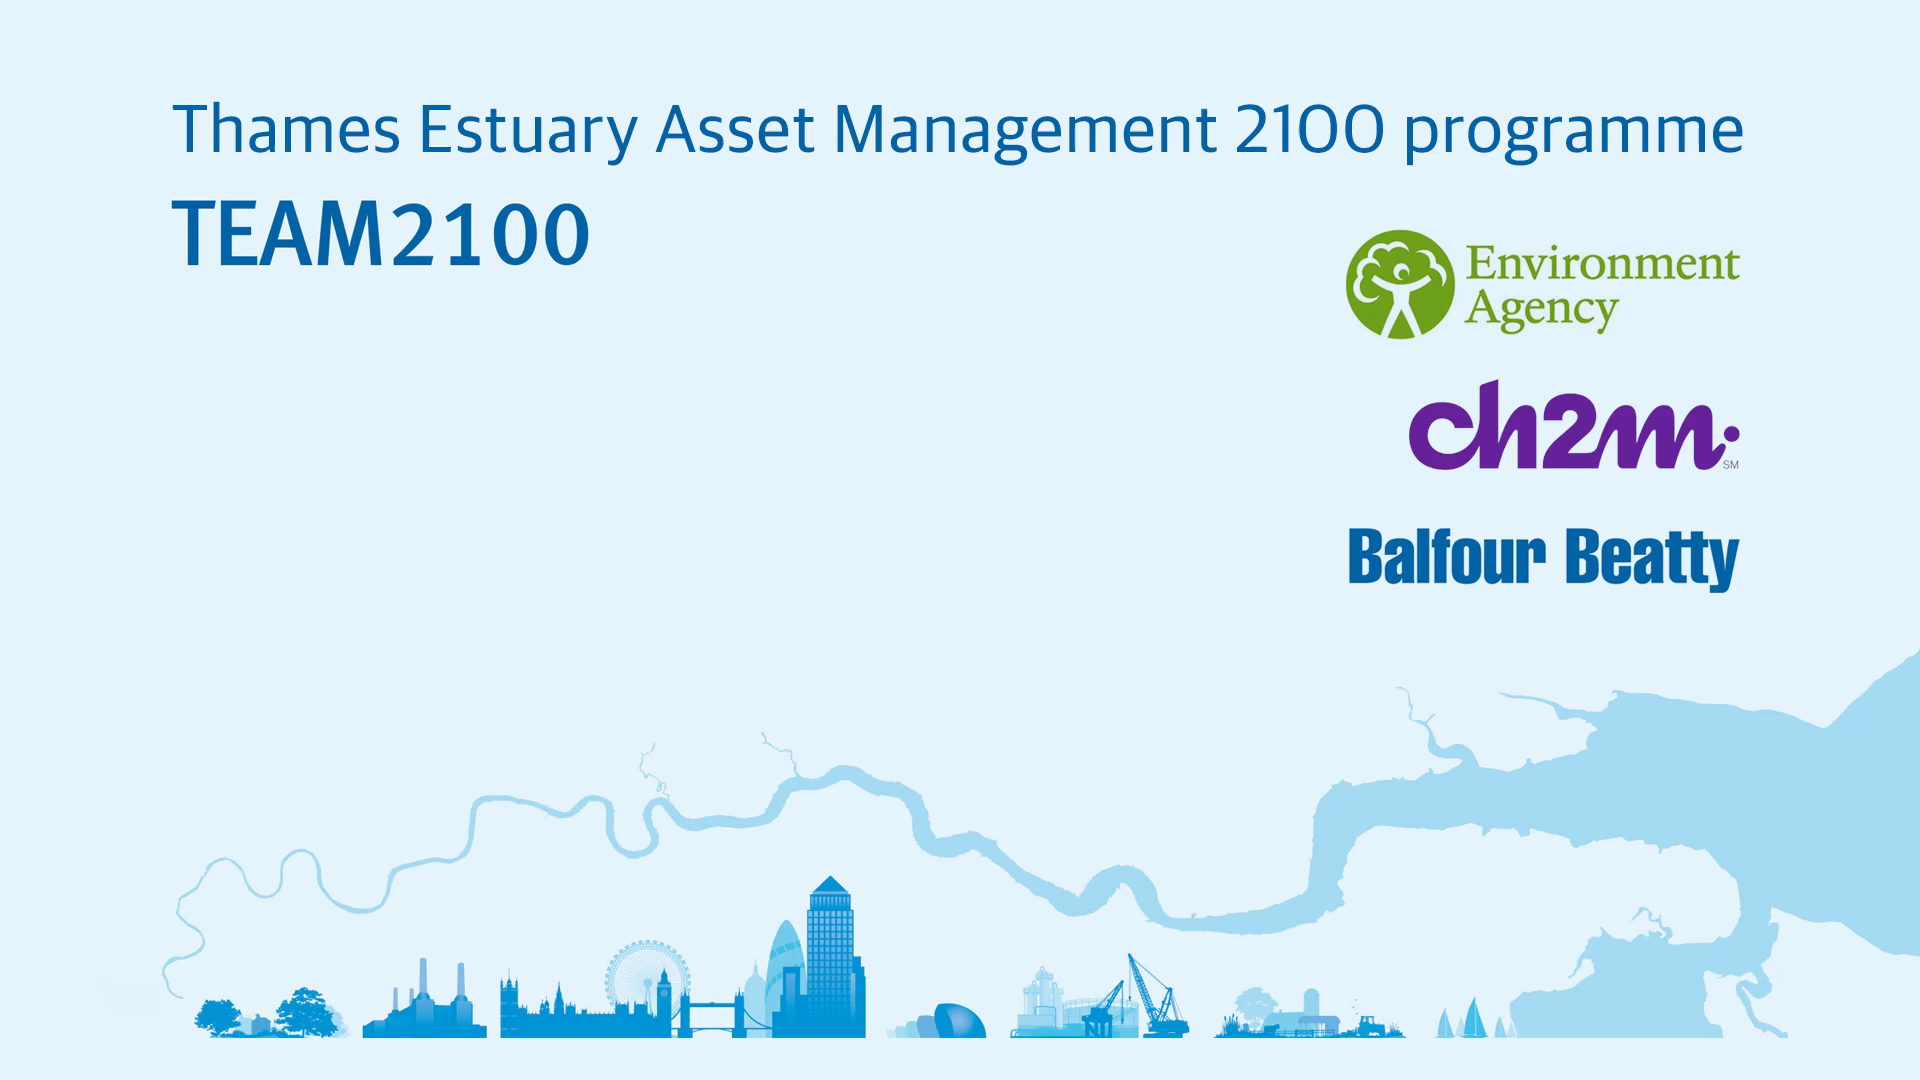 Thames Estuary Asset Management 2100 programme
TEAM2100
Environment
Agency
ch2m
SM
Balfour Beatty